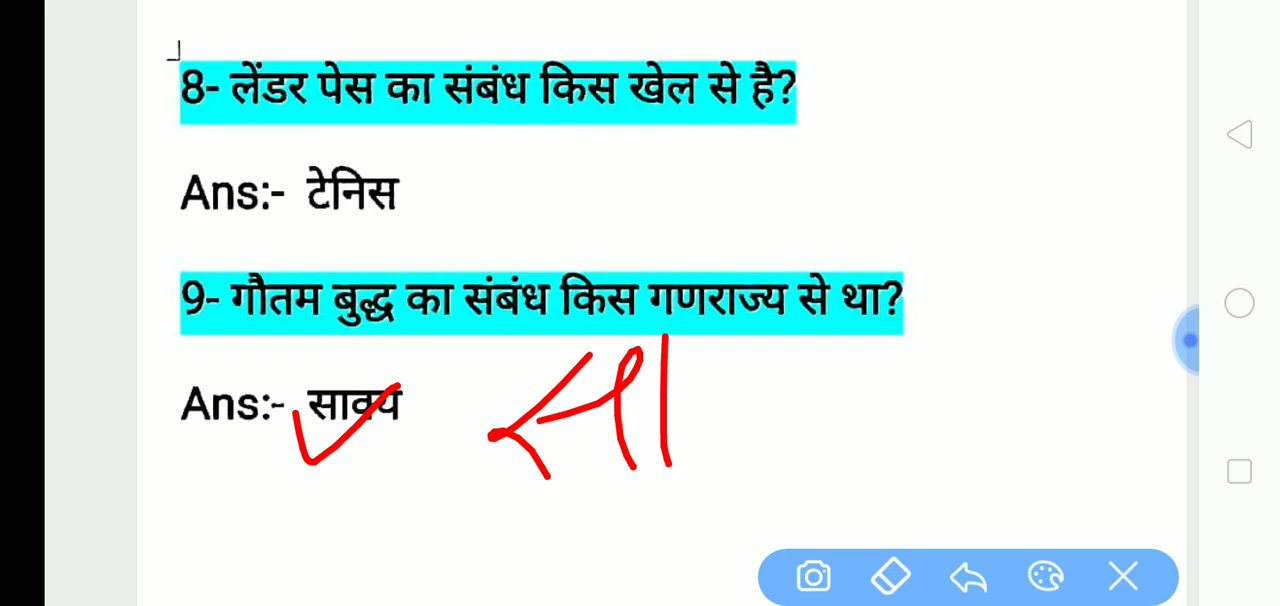 8- लेंडर पेस का संबंध किस खेल से है?
Ans:- टेनिस
9- गौतम बुद्ध का संबंध किस गणराज्य से था?
Ans:- साक्य सा